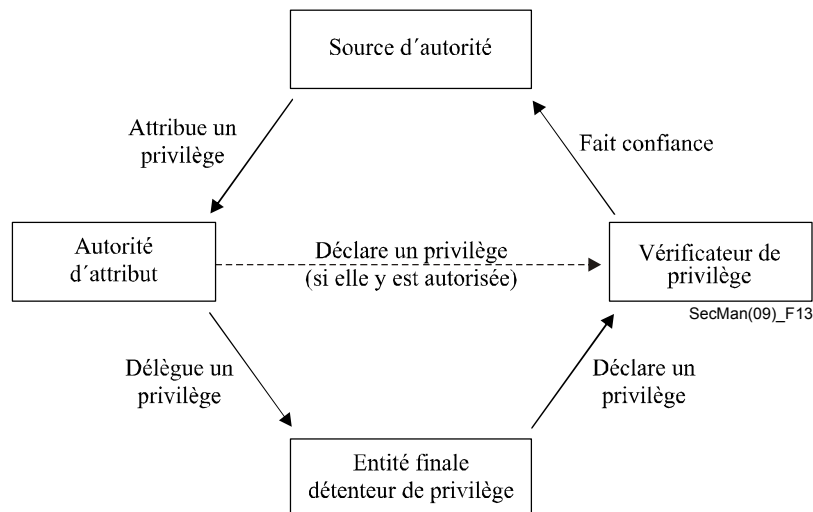 Source d´autorité
Attribue un
privilège
Fait confiance
Autorité
d´attribut
Déclare un privilège
(si elle y est autorisée)
Vérificateur de
privilège
SecMan(09)_F13
Délègue un
privilège
Déclare un
privilège
Entité finale
détenteur de privilège